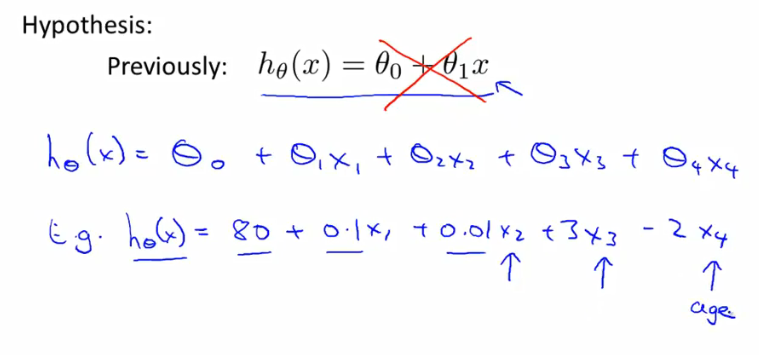 Hypothesis:
Previously: hθ(x) = θ₀ + θ₁x
hθ(x) = θ₀ + θ₁x₁ + θ₂x₂ + θ₃x₃ + θ₄x₄
E.g. hθ(x) = 80 + 0.1x₁ + 0.01x₂ + 3x₃ - 2x₄
age